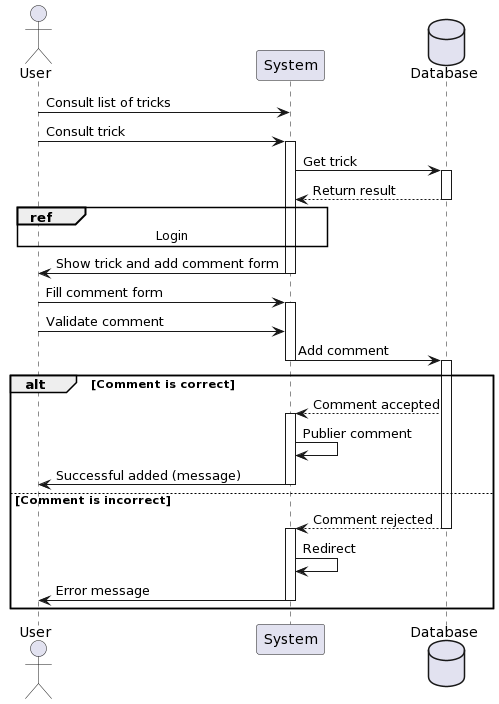 User
System
Database
Consult list of tricks
Consult trick
Get trick
Return result
ref
Login
Show trick and add comment form
Fill comment form
Validate comment
Add comment
alt [Comment is correct]
Comment accepted
Publier comment
Successful added (message)
[Comment is incorrect]
Comment rejected
Redirect
Error message
User
System
Database